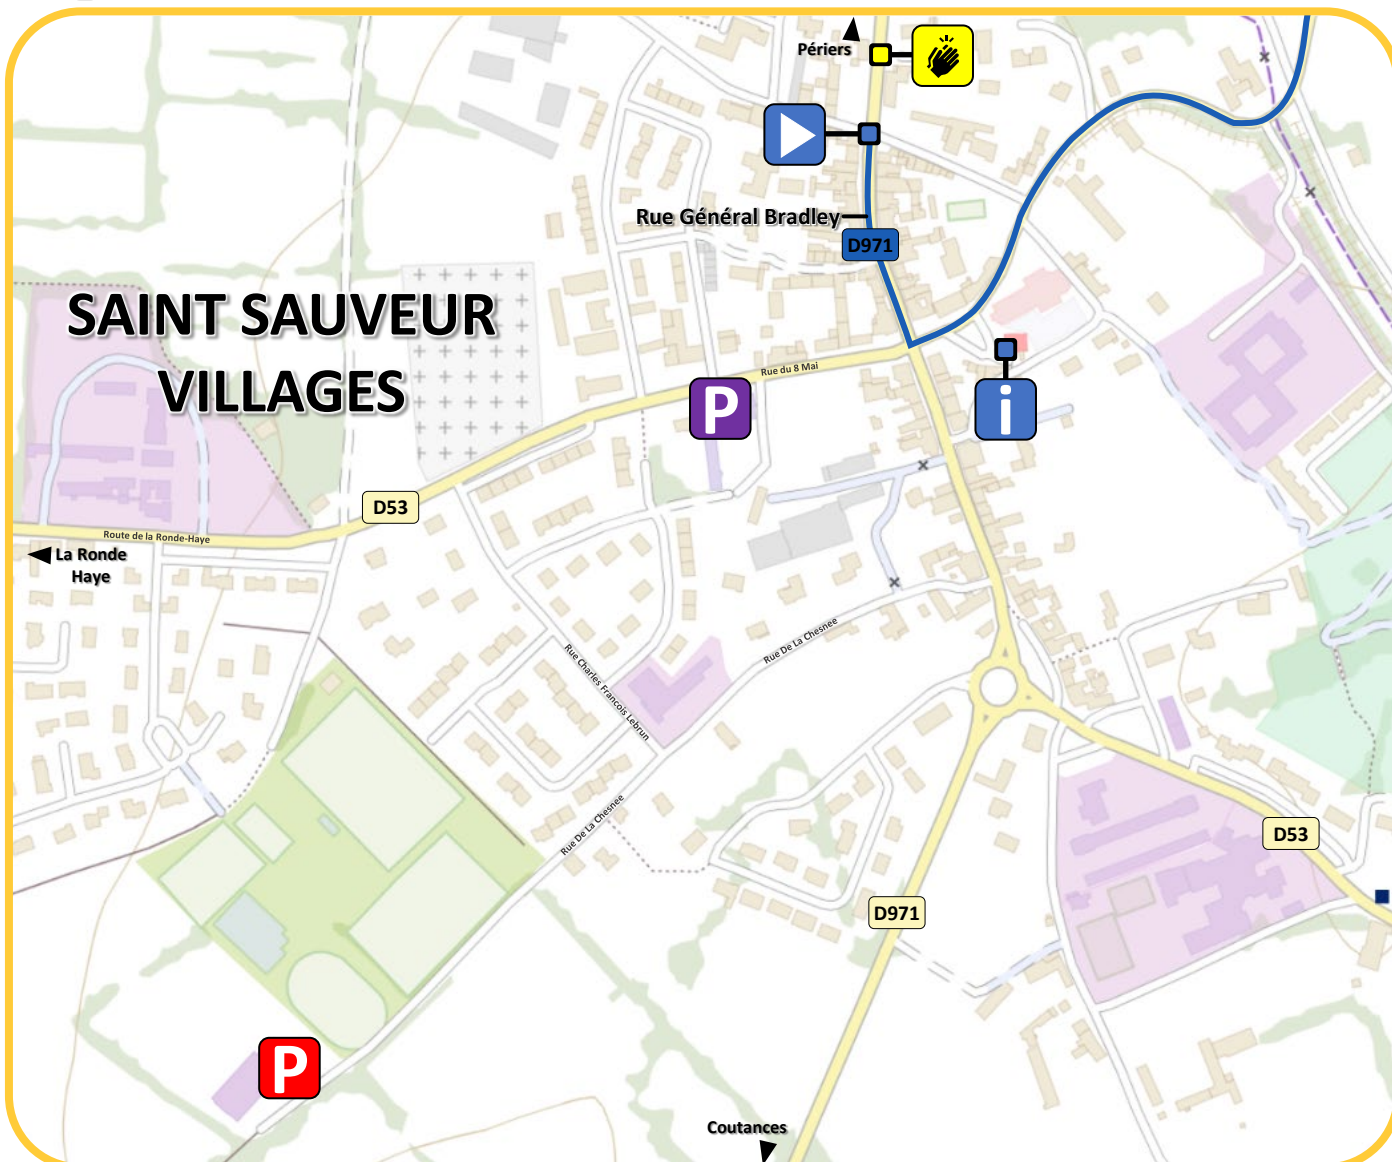 Périers
Rue Général Bradley
D971
SAINT SAUVEUR
VILLAGES
Rue du 8 Mai
P
i
D53
Route de la Ronde-Haye
La Ronde
Haye
Rue De La Chesnee
Rue Charles Francois Lebrun
Rue De La Chesnee
D53
D971
P
Coutances